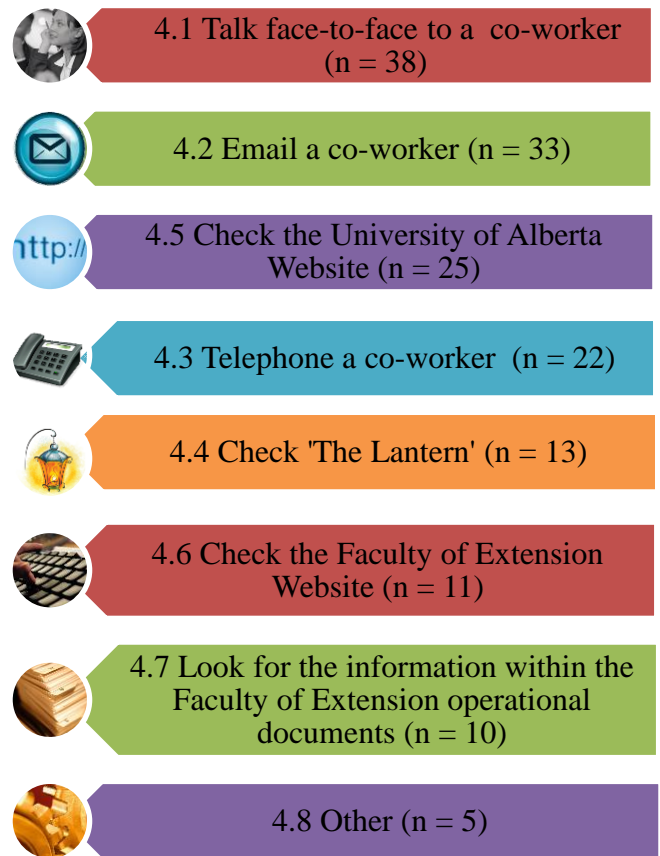 4.1 Talk face-to-face to a  co-worker
(n = 38)
4.2 Email a co-worker (n = 33)
http://
4.5 Check the University of Alberta
Website (n = 25)
4.3 Telephone a co-worker  (n = 22)
4.4 Check 'The Lantern' (n = 13)
4.6 Check the Faculty of Extension
Website (n = 11)
4.7 Look for the information within the
Faculty of Extension operational
documents (n = 10)
4.8 Other (n = 5)